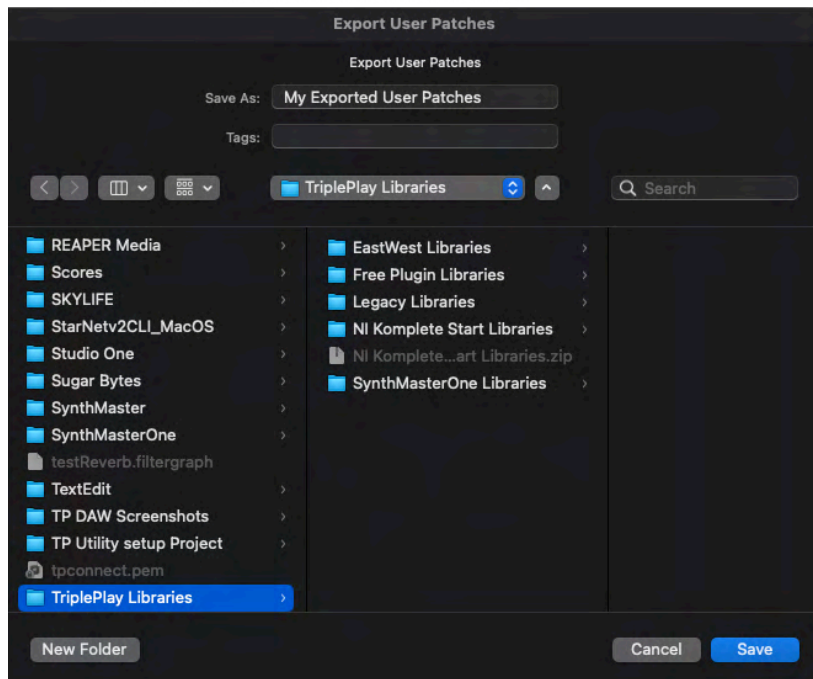 Export User Patches
Export User Patches
Save As: My Exported User Patches
Tags:
TriplePlay Libraries
Search
REAPER Media
Scores
SKYLIFE
StarNetv2CLI_MacOS
Studio One
Sugar Bytes
SynthMaster
SynthMasterOne
testReverb.filtergraph
TextEdit
TP DAW Screenshots
TP Utility setup Project
tpconnect.pem
TriplePlay Libraries
EastWest Libraries
Free Plugin Libraries
Legacy Libraries
NI Komplete Start Libraries
NI Komplete...art Libraries.zip
SynthMasterOne Libraries
New Folder
Cancel
Save